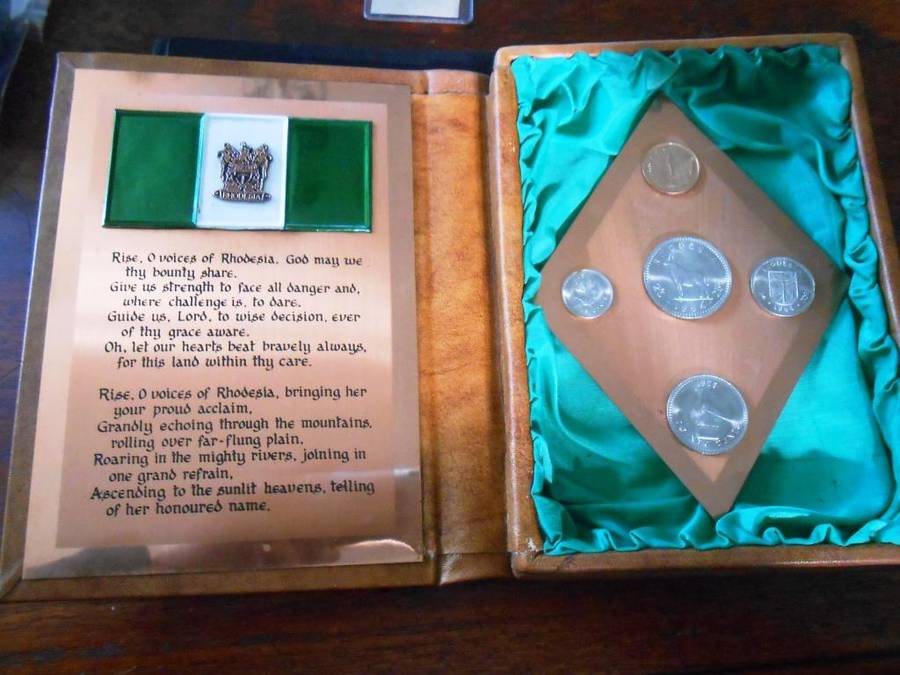 RHODESIA
Rise, O voices of Rhodesia, God may we
thy bounty share.
Give us strength to face all danger and,
where challenge is, to dare.
Guide us, Lord, to wise decision, ever
of thy grace aware.
Oh, let our hearts beat bravely always,
for this land within thy care.
Rise, O voices of Rhodesia, bringing her
your proud acclaim,
Grandly echoing through the mountains,
rolling over far-flung plain.
Roaring in the mighty rivers, joining in
one grand refrain,
Ascending to the sunlit heavens, telling
of her honoured name.